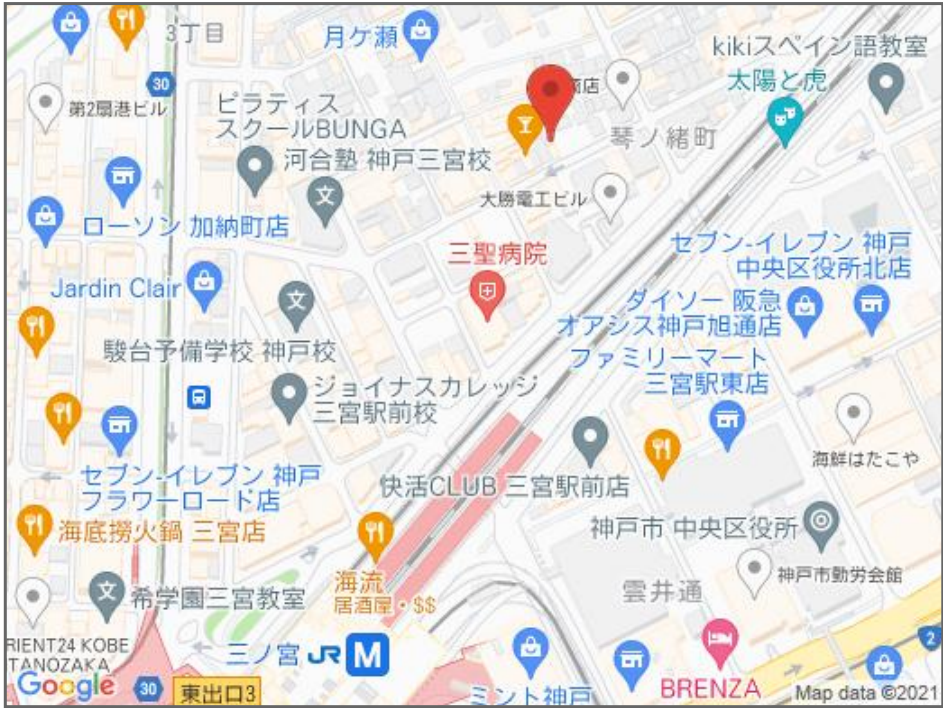 3丁目
月ケ瀬
kikiスペイン語教室
太陽と虎
30
第2扇港ビル
商店
ピラティス
スクールBUNGA
琴ノ緒町
河合塾 神戸三宮校
大勝電工ビル
ローソン 加納町店
三聖病院
セブン-イレブン 神戸
中央区役所北店
Jardin Clair
ダイソー 阪急
オアシス神戸旭通店
駿台予備学校 神戸校
ファミリーマート
三宮駅東店
ジョイナスカレッジ
三宮駅前校
海鮮はたこや
セブン-イレブン 神戸
フラワーロード店
快活CLUB 三宮駅前店
海底撈火鍋 三宮店
神戸市 中央区役所
海流
居酒屋・$$
神戸市勤労会館
希学園三宮教室
雲井通
RIENT24 KOBE
TANOZAKA
三ノ宮 JR M
2
Google
30
東出口3
ミント神戸
BRENZA
Map data ©2021